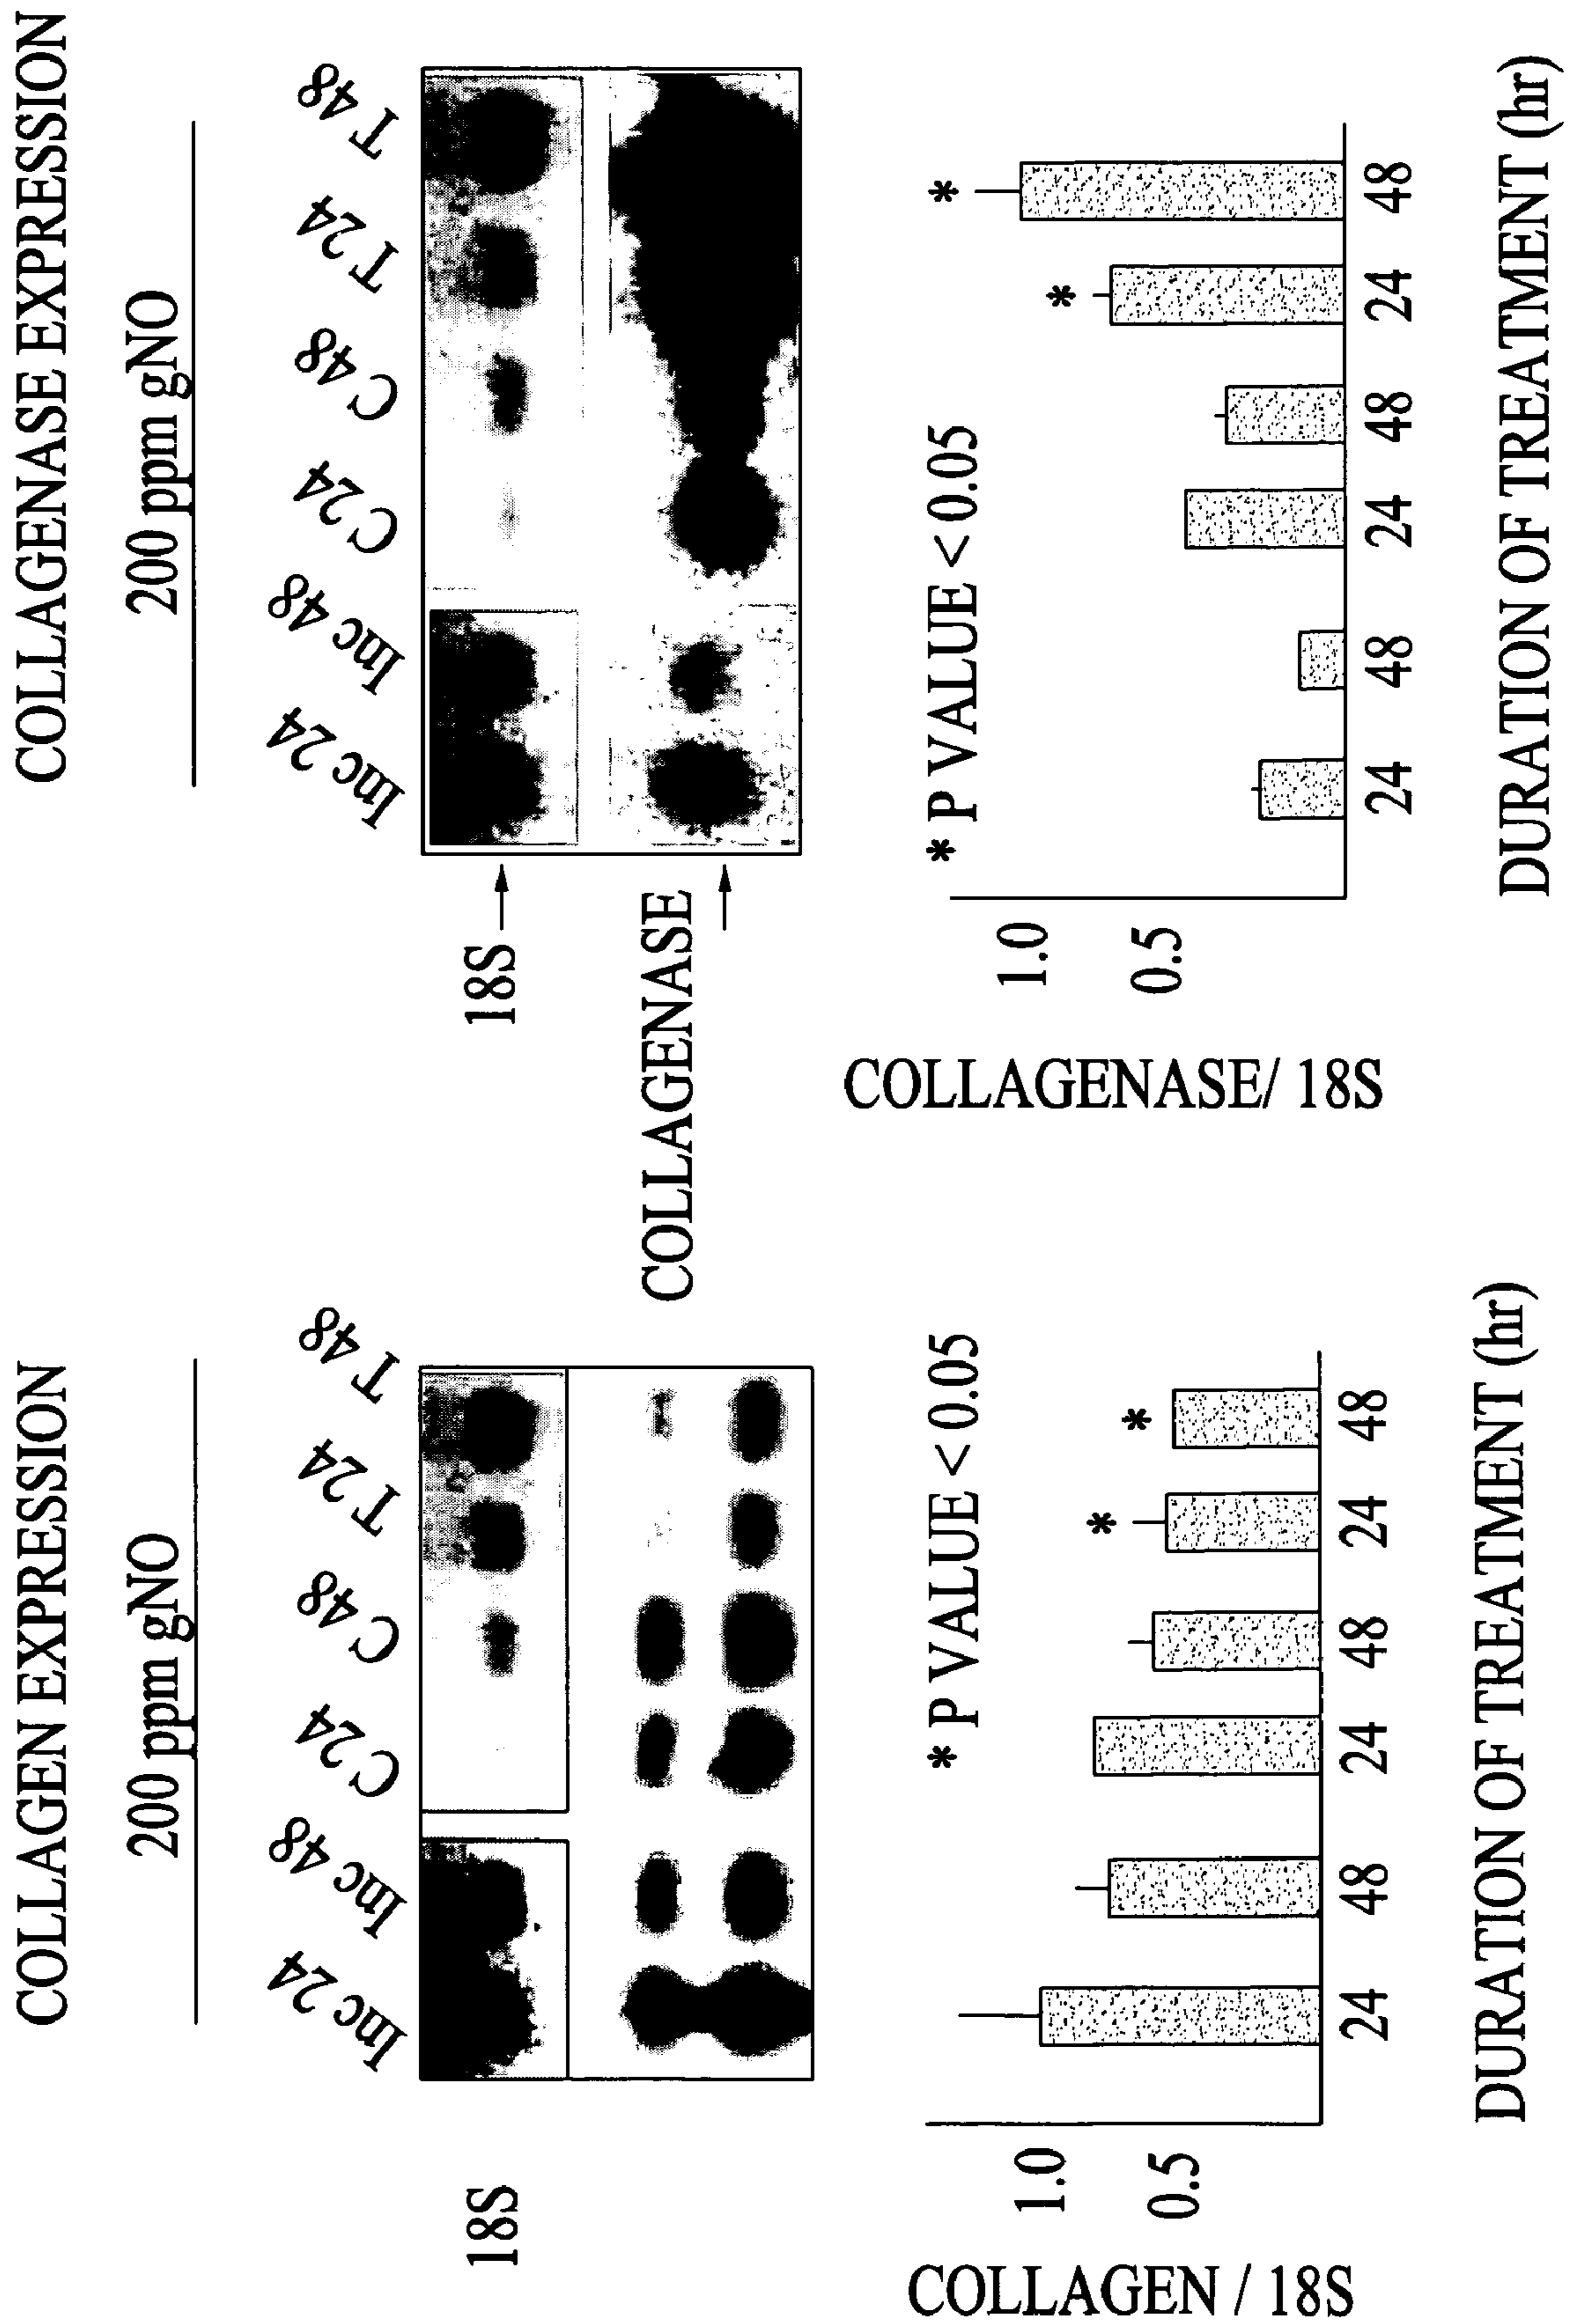 COLLAGEN EXPRESSION
200 ppm gNO
Inc 24 Inc 48 C 24 C 48 T 24 T 48
18S
* P VALUE < 0.05
1.0
0.5
COLLAGEN / 18S
24 48 24 48 24 48
* *
DURATION OF TREATMENT (hr)
COLLAGENASE EXPRESSION
200 ppm gNO
Inc 24 Inc 48 C 24 C 48 T 24 T 48
18S
COLLAGENASE
* P VALUE < 0.05
1.0
0.5
COLLAGENASE/ 18S
24 48 24 48 24 48
* *
DURATION OF TREATMENT (hr)